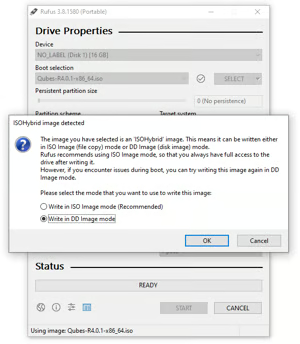 Rufus 3.8.1580 (Portable)
Drive Properties
Device
NO_LABEL (Disk 1) [16 GB]
Boot selection
Qubes-R4.0.1-x86_64.iso
SELECT
Persistent partition size
0 (No persistence)
Partition scheme
Target system
ISOHybrid image detected
The image you have selected is an 'ISOHybrid' image. This means it can be written either
in ISO Image (file copy) mode or DD Image (disk image) mode.
Rufus recommends using ISO Image mode, so that you always have full access to the
drive after writing it.
However, if you encounter issues during boot, you can try writing this image again in DD
Image mode.
Please select the mode that you want to use to write this image:
Write in ISO Image mode (Recommended)
Write in DD Image mode
OK
Cancel
Status
READY
START
CANCEL
Using image: Qubes-R4.0.1-x86_64.iso